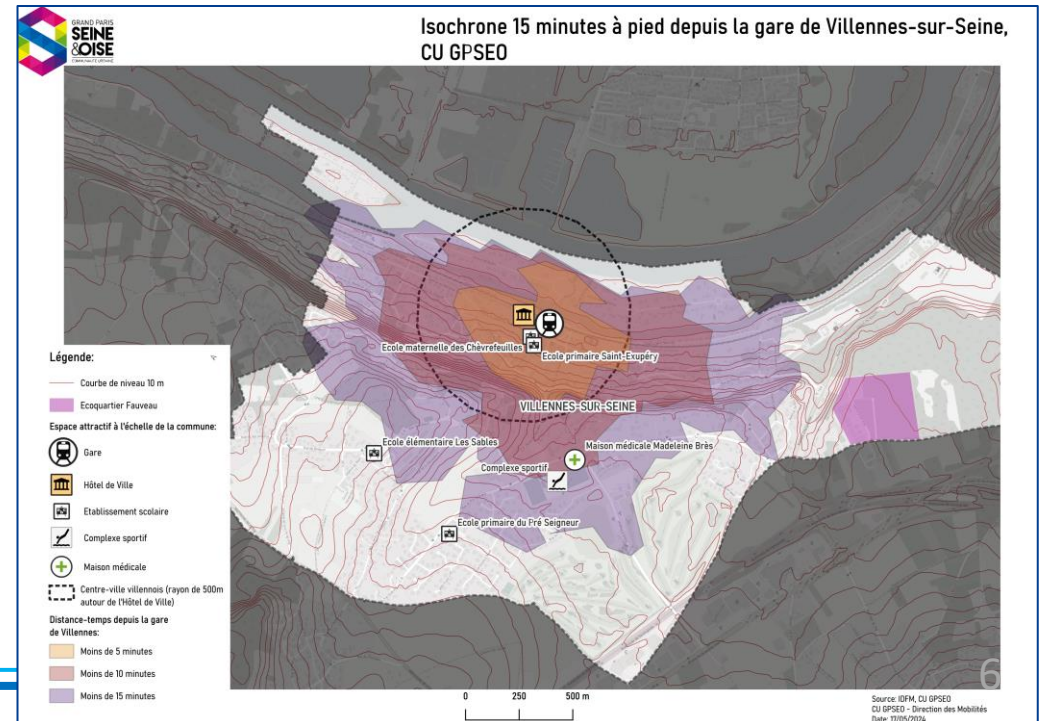 GRAND PARIS
SEINE
&OISE
COMMUNAUTÉ URBAINE
Isochrone 15 minutes à pied depuis la gare de Villennes-sur-Seine,
CU GPSEO
Ecole maternelle des Chèvrefeuilles
Ecole primaire Saint-Exupéry
VILLENNES-SUR-SEINE
Ecole élémentaire Les Sables
Maison médicale Madeleine Brès
Complexe sportif
Ecole primaire du Pré Seigneur
Légende:
Courbe de niveau 10 m
Ecoquartier Fauveau
Espace attractif à l'échelle de la commune:
Gare
Hôtel de Ville
Etablissement scolaire
Complexe sportif
Maison médicale
Centre-ville villennois (rayon de 500m
autour de l'Hôtel de Ville)
Distance-temps depuis la gare
de Villennes:
Moins de 5 minutes
Moins de 10 minutes
Moins de 15 minutes
0 250 500 m
6
Source: IDFM, CU GPSEO
CU GPSEO - Direction des Mobilités
Date: 17/05/2024